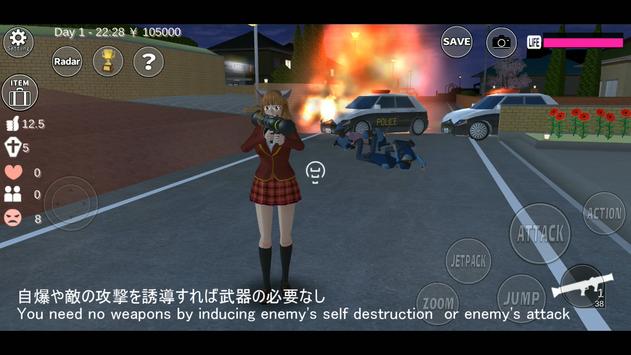 Day 1 - 22:28 ￥ 105000
SETTING
Radar
?
SAVE
LIFE
ITEM
12.5
5
0
0
8
POLICE
ACTION
ATTACK
JETPACK
ZOOM
JUMP
1
38
自爆や敵の攻撃を誘導すれば武器の必要なし
You need no weapons by inducing enemy's self destruction or enemy's attack